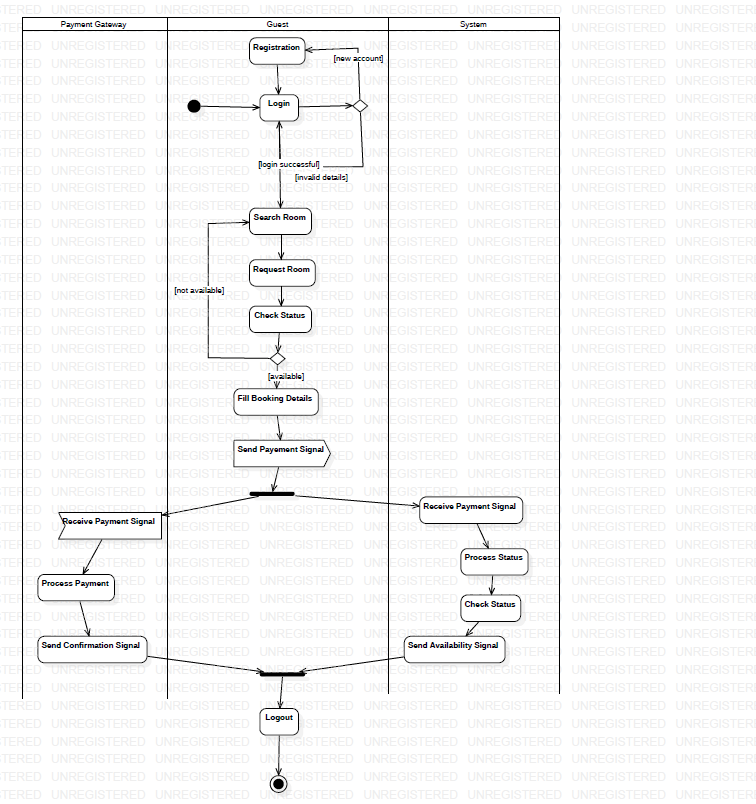 Payment Gateway
Guest
System
Registration
[new account]
Login
[login successful]
[invalid details]
Search Room
Request Room
[not available]
Check Status
[available]
Fill Booking Details
Send Payement Signal
Receive Payment Signal
Receive Payment Signal
Process Status
Process Payment
Check Status
Send Confirmation Signal
Send Availability Signal
Logout
UNREGISTERED